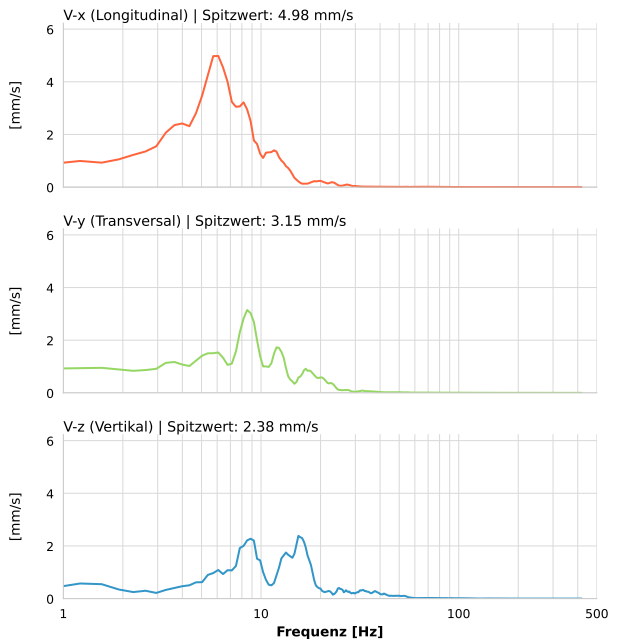 V-x (Longitudinal) | Spitzwert: 4.98 mm/s
6
4
2
0
[mm/s]
V-y (Transversal) | Spitzwert: 3.15 mm/s
6
4
2
0
[mm/s]
V-z (Vertikal) | Spitzwert: 2.38 mm/s
6
4
2
0
[mm/s]
1 10 100 500
Frequenz [Hz]